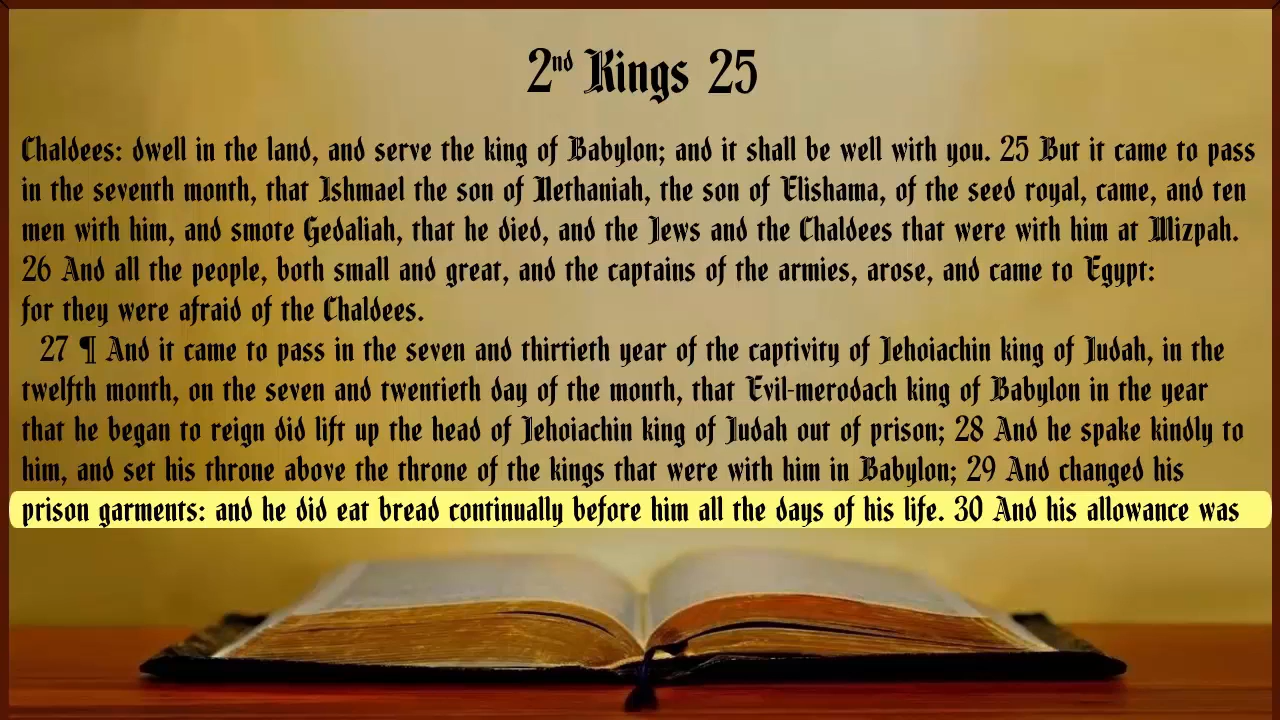 2nd Kings 25
Chaldees: dwell in the land, and serve the king of Babylon; and it shall be well with you. 25 But it came to pass
in the seventh month, that Ishmael the son of Nethaniah, the son of Elishama, of the seed royal, came, and ten
men with him, and smote Gedaliah, that he died, and the Jews and the Chaldees that were with him at Mizpah.
26 And all the people, both small and great, and the captains of the armies, arose, and came to Egypt:
for they were afraid of the Chaldees.
27 ¶ And it came to pass in the seven and thirtieth year of the captivity of Jehoiachin king of Judah, in the
twelfth month, on the seven and twentieth day of the month, that Evil-merodach king of Babylon in the year
that he began to reign did lift up the head of Jehoiachin king of Judah out of prison; 28 And he spake kindly to
him, and set his throne above the throne of the kings that were with him in Babylon; 29 And changed his
prison garments: and he did eat bread continually before him all the days of his life. 30 And his allowance was